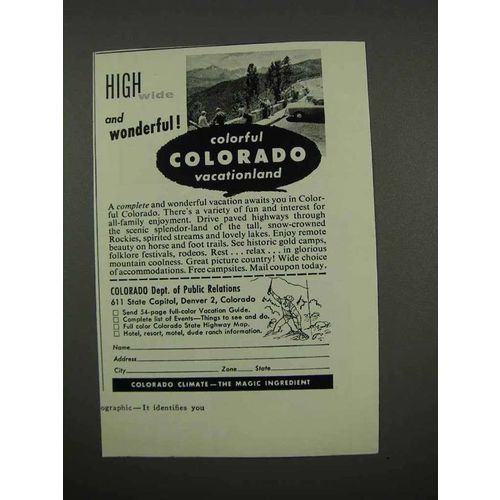 HIGH
wide
and
wonderful!
colorful
COLORADO
vacationland
A complete and wonderful vacation awaits you in Color-
ful Colorado. There's a variety of fun and interest for
all-family enjoyment. Drive paved highways through
the scenic splendor-land of the tall, snow-crowned
Rockies, spirited streams and lovely lakes. Enjoy remote
beauty on horse and foot trails. See historic gold camps,
folklore festivals, rodeos. Rest . . . relax . . . in glorious
mountain coolness. Great picture country! Wide choice
of accommodations. Free campsites. Mail coupon today.
COLORADO Dept. of Public Relations
611 State Capitol, Denver 2, Colorado
Send 54-page full-color Vacation Guide.
Complete list of Events—Things to see and do.
Full color Colorado State Highway Map.
Hotel, resort, motel, dude ranch information.
Name
Address
City Zone State
COLORADO CLIMATE—THE MAGIC INGREDIENT
ographic—It identifies you